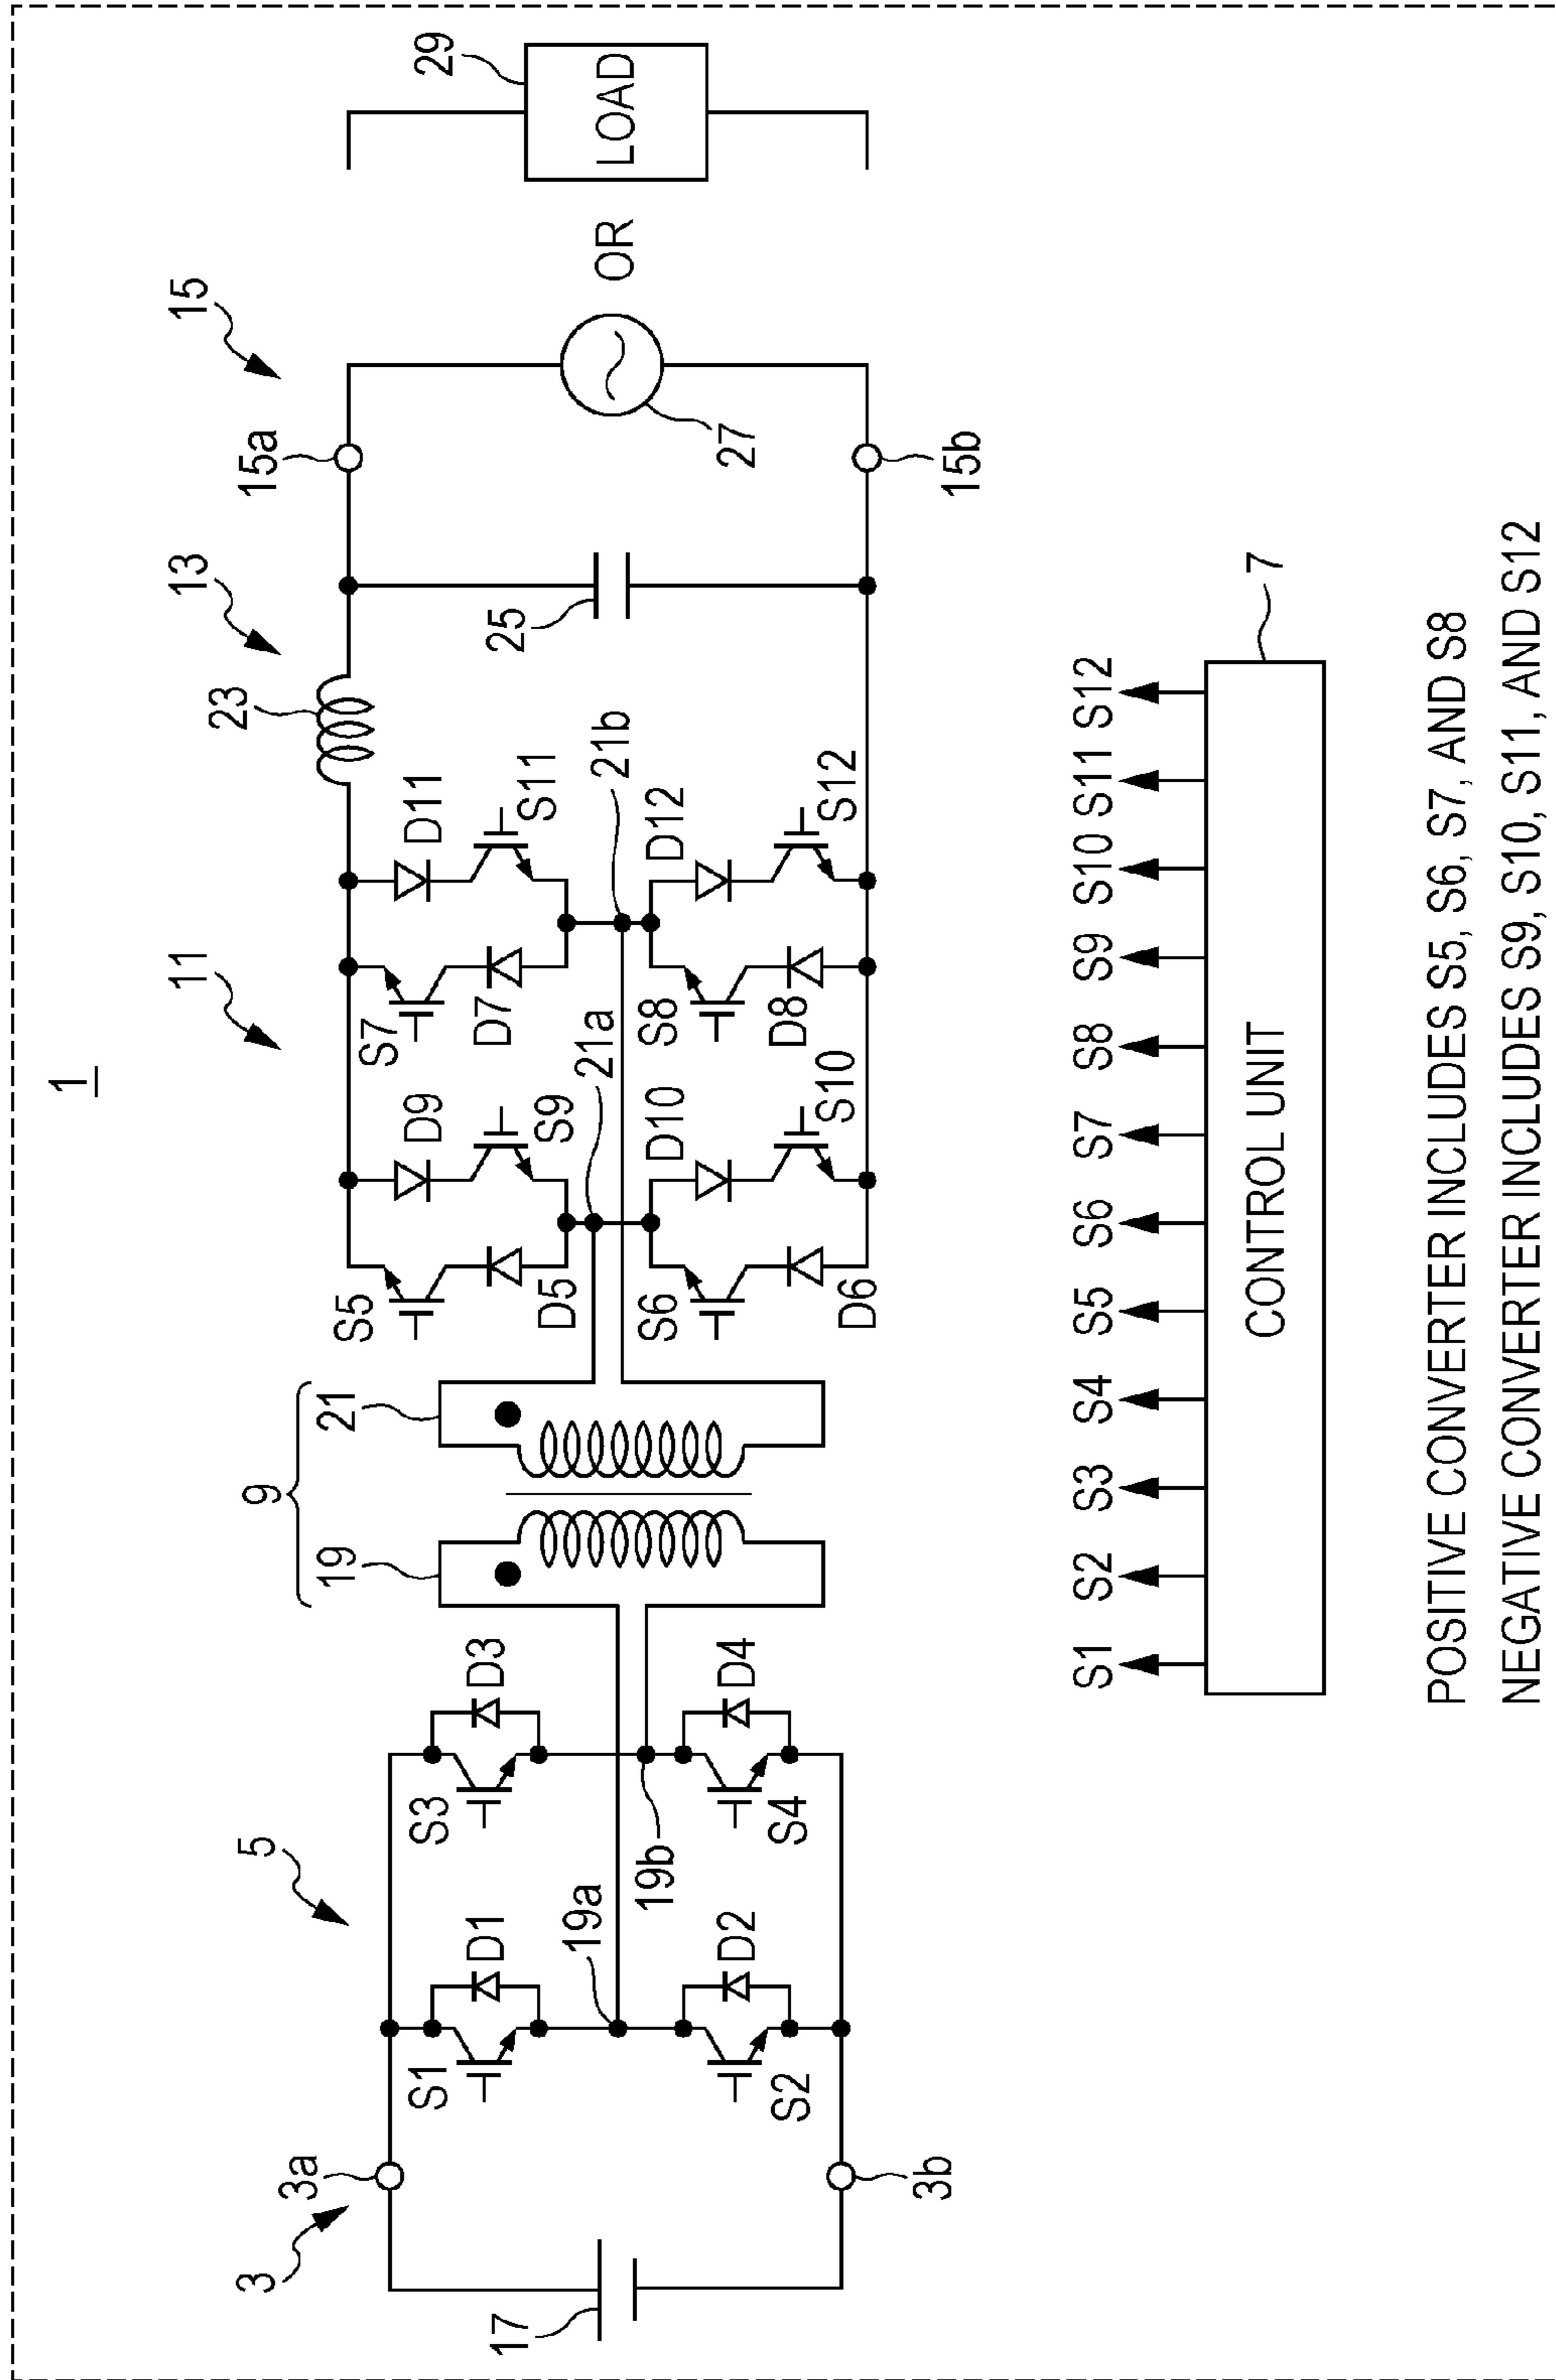 1
3
3a
3b
17
5
S1
D1
S2
D2
S3
D3
S4
D4
19a
19b
9
19
21
11
S5
D5
S6
D6
D9
S9
D10
S10
21a
S7
D7
S8
D8
D11
S11
D12
S12
21b
13
23
25
15
15a
15b
27
OR
29
LOAD
S1 S2 S3 S4 S5 S6 S7 S8 S9 S10 S11 S12
CONTROL UNIT
7
POSITIVE CONVERTER INCLUDES S5, S6, S7, AND S8
NEGATIVE CONVERTER INCLUDES S9, S10, S11, AND S12